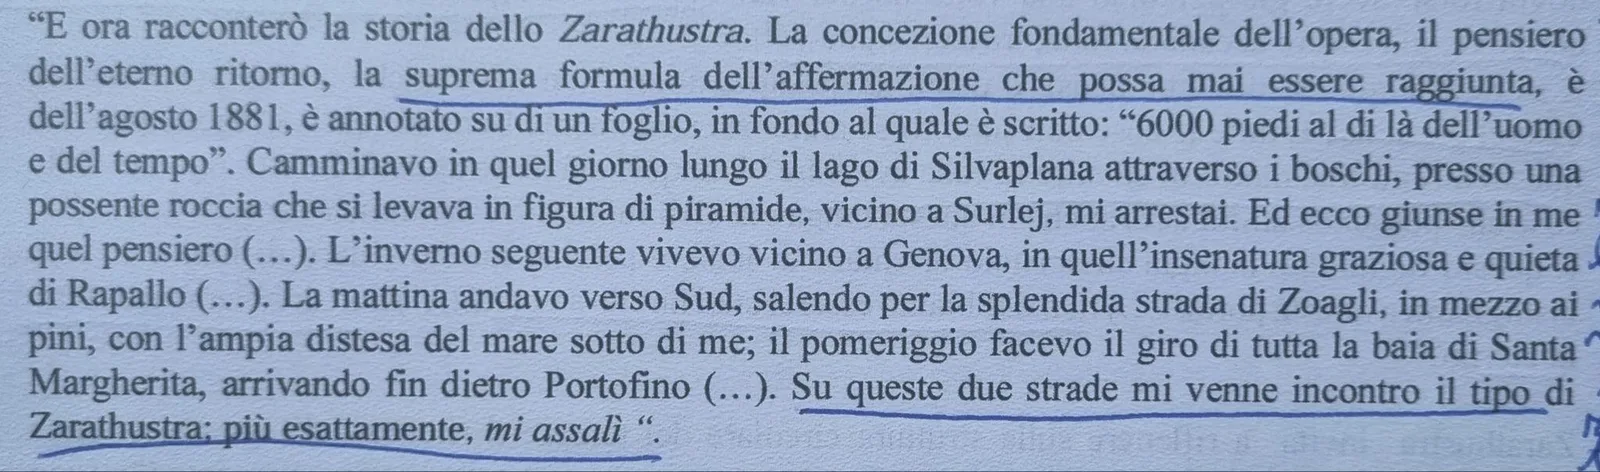 “E ora racconterò la storia dello Zarathustra. La concezione fondamentale dell’opera, il pensiero
dell’eterno ritorno, la suprema formula dell’affermazione che possa mai essere raggiunta, è
dell’agosto 1881, è annotato su di un foglio, in fondo al quale è scritto: “6000 piedi al di là dell’uomo
e del tempo”. Camminavo in quel giorno lungo il lago di Silvaplana attraverso i boschi, presso una
possente roccia che si levava in figura di piramide, vicino a Surlej, mi arrestai. Ed ecco giunse in me
quel pensiero (…). L’inverno seguente vivevo vicino a Genova, in quell’insenatura graziosa e quieta
di Rapallo (…). La mattina andavo verso Sud, salendo per la splendida strada di Zoagli, in mezzo ai
pini, con l’ampia distesa del mare sotto di me; il pomeriggio facevo il giro di tutta la baia di Santa
Margherita, arrivando fin dietro Portofino (…). Su queste due strade mi venne incontro il tipo di
Zarathustra; più esattamente, mi assalì “.